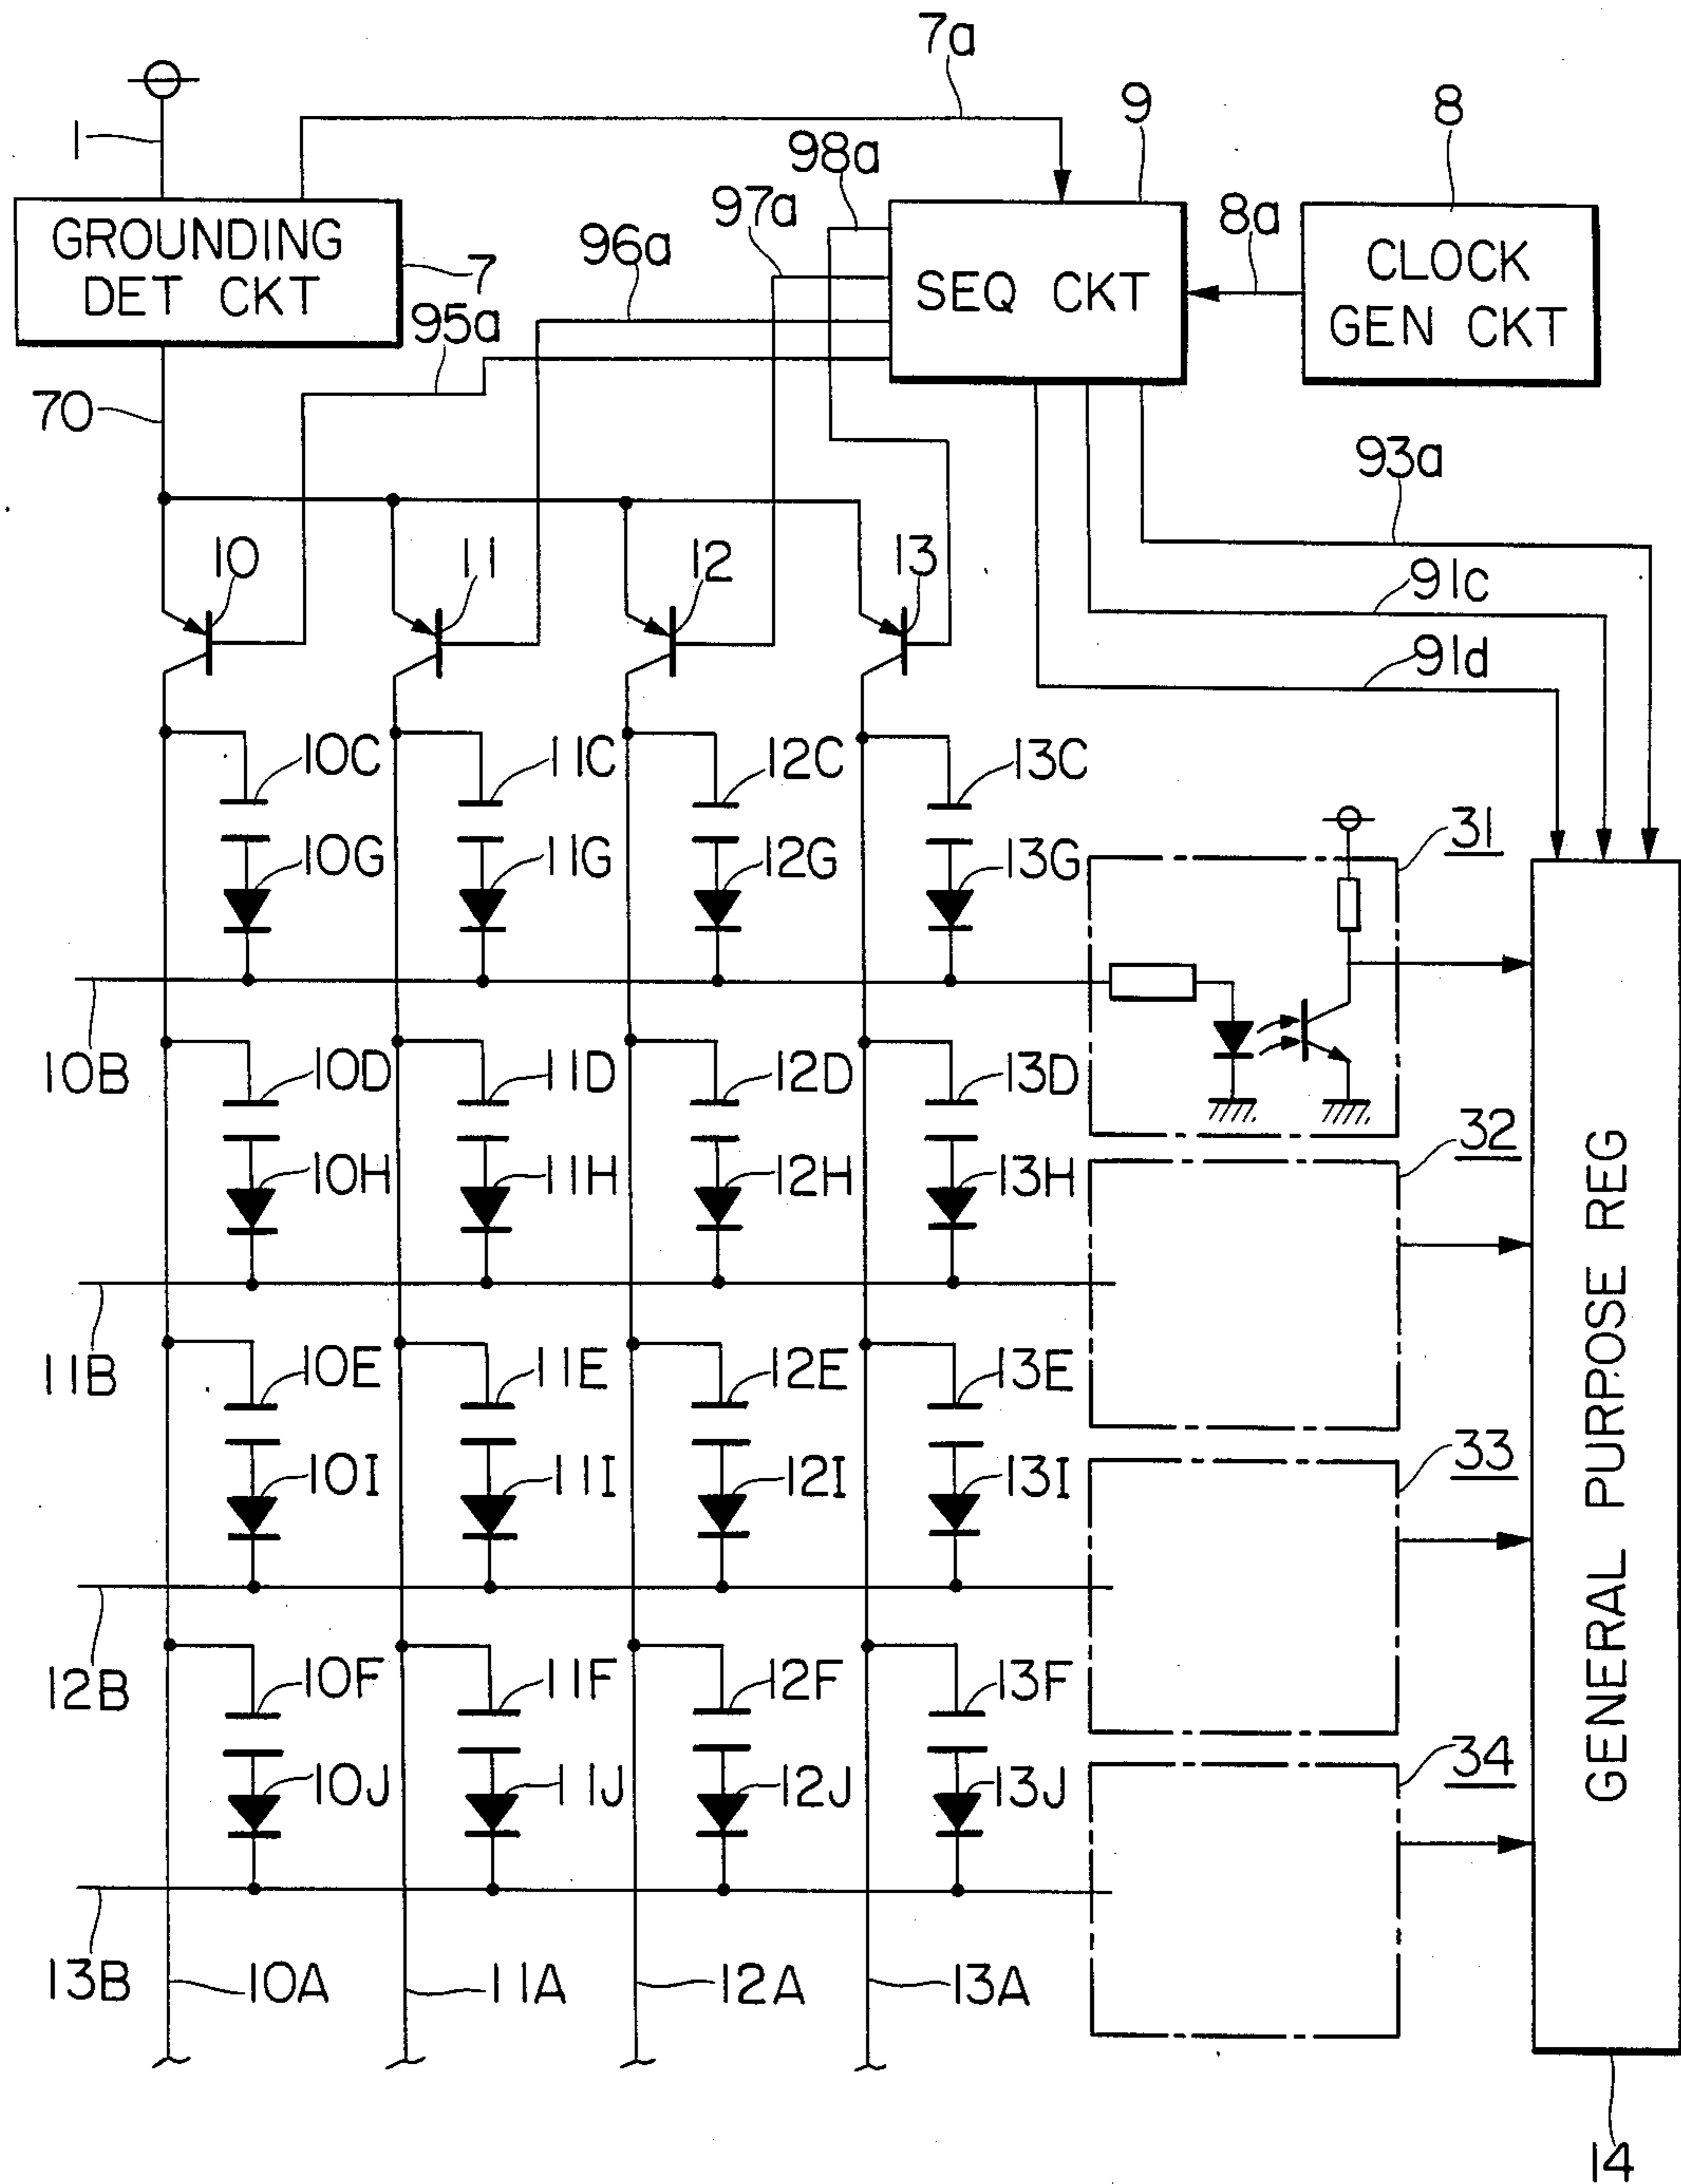 7a
1
98a
9
8
GROUNDING
DET CKT
7
96a
97a
SEQ CKT
8a
CLOCK
GEN CKT
95a
70
93a
10
11
12
13
91c
91d
10C
11C
12C
13C
31
10G
11G
12G
13G
10B
10D
11D
12D
13D
32
10H
11H
12H
13H
11B
10E
11E
12E
13E
33
10I
11I
12I
13I
12B
10F
11F
12F
13F
34
10J
11J
12J
13J
13B
10A
11A
12A
13A
GENERAL PURPOSE REG
14